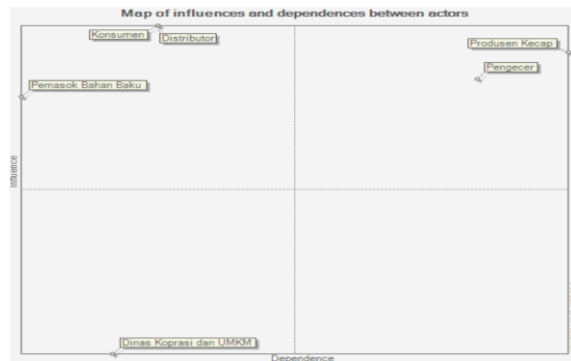 Map of influences and dependences between actors
Konsumen
Distributor
Produsen Kecap
Pengecer
Pemasok Bahan Baku
Influence
Dinas Koprasi dan UMKM
Dependence